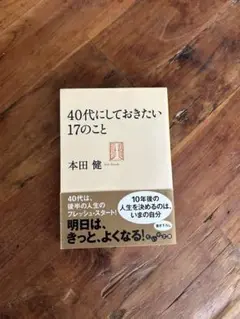 40代にしておきたい
17のこと
本田 健
40代は、
後半の人生の
フレッシュ・スタート!
明日は、
きっと、よくなる!
10年後の
人生を決めるのは、
いまの自分